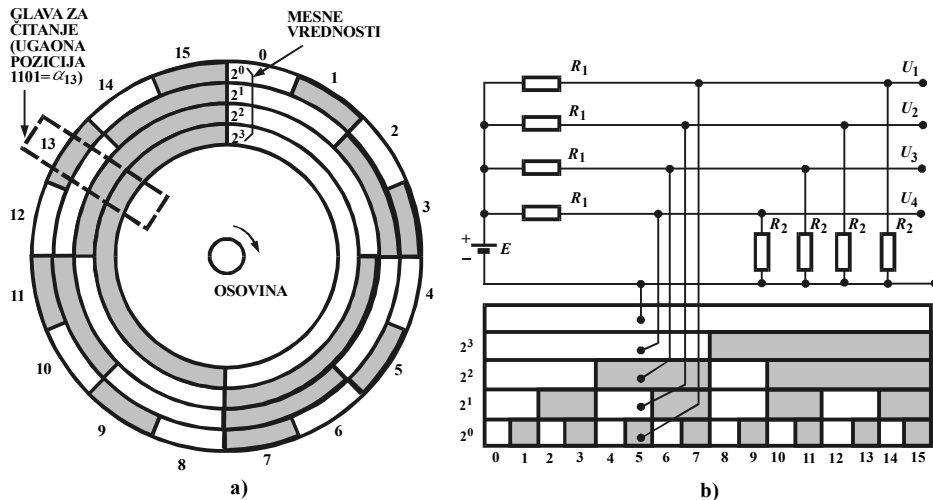 GLAVA ZA
ČITANJE
(UGAONA
POZICIJA
1101= α13)
MESNE
VREDNOSTI
15
0
14
1
2⁰
2¹
2²
2³
13
2
12
3
OSOVINA
11
4
10
5
9
6
8
7
a)
R1
U1
R1
U2
R1
U3
R1
U4
R2
R2
R2
R2
+
−
E
2³
2²
2¹
2⁰
0 1 2 3 4 5 6 7 8 9 10 11 12 13 14 15
b)